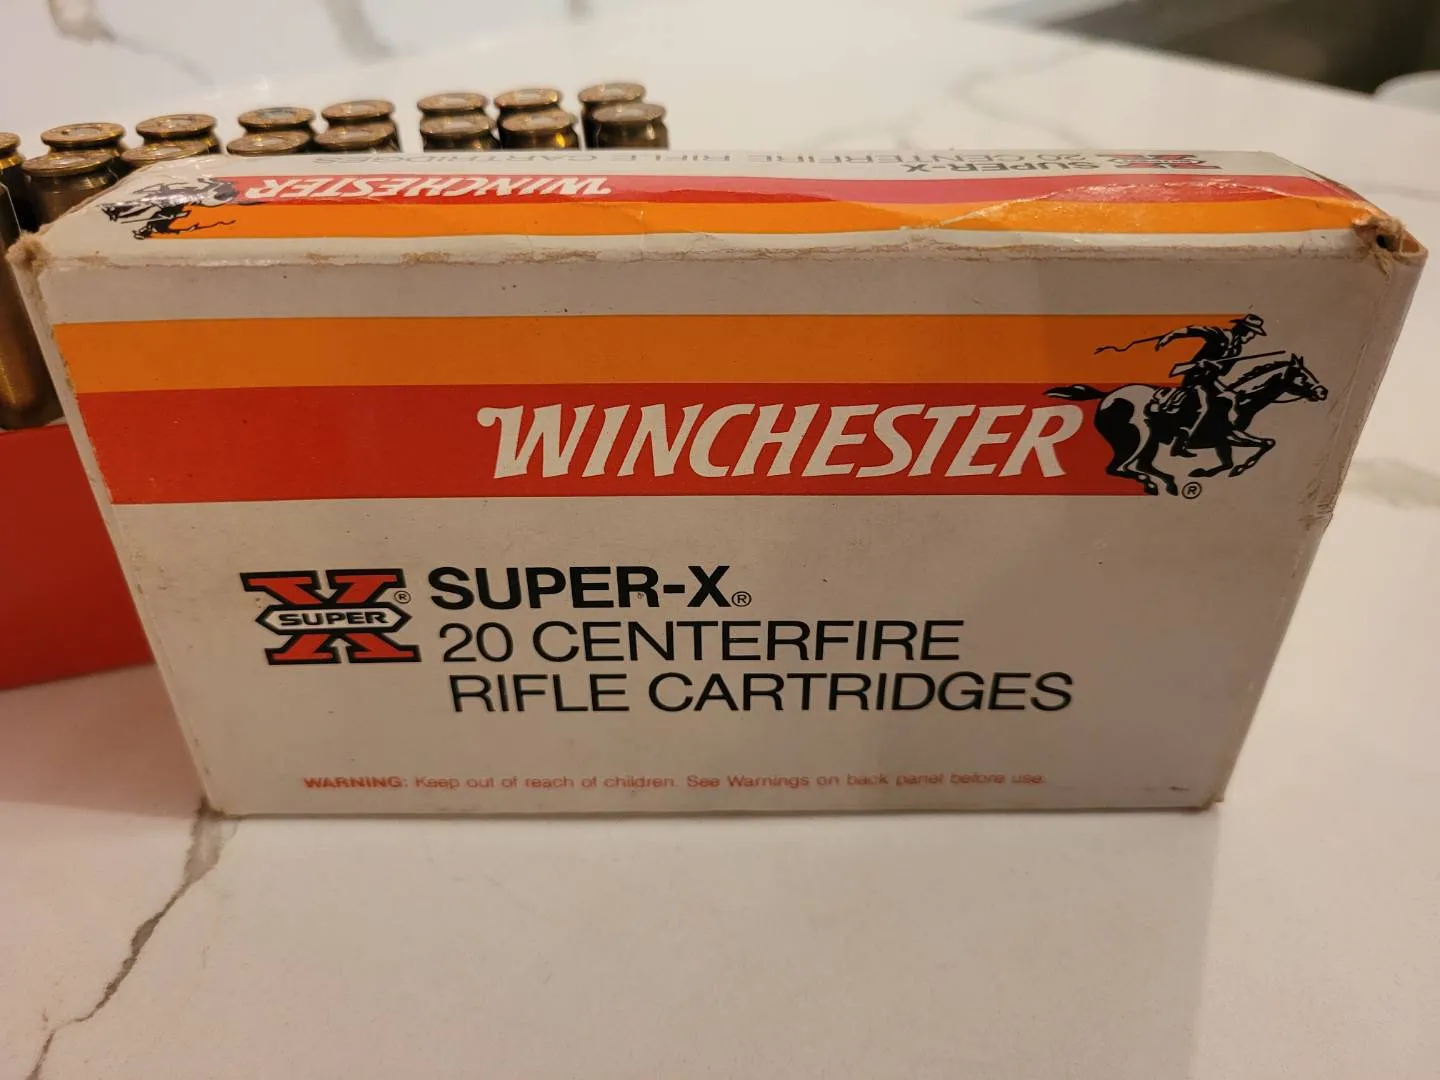 SUPER-X
20 CENTERFIRE RIFLE CARTRIDGES
WINCHESTER
WINCHESTER
®
SUPER ®
SUPER-X®
20 CENTERFIRE
RIFLE CARTRIDGES
WARNING: Keep out of reach of children. See Warnings on back panel before use.